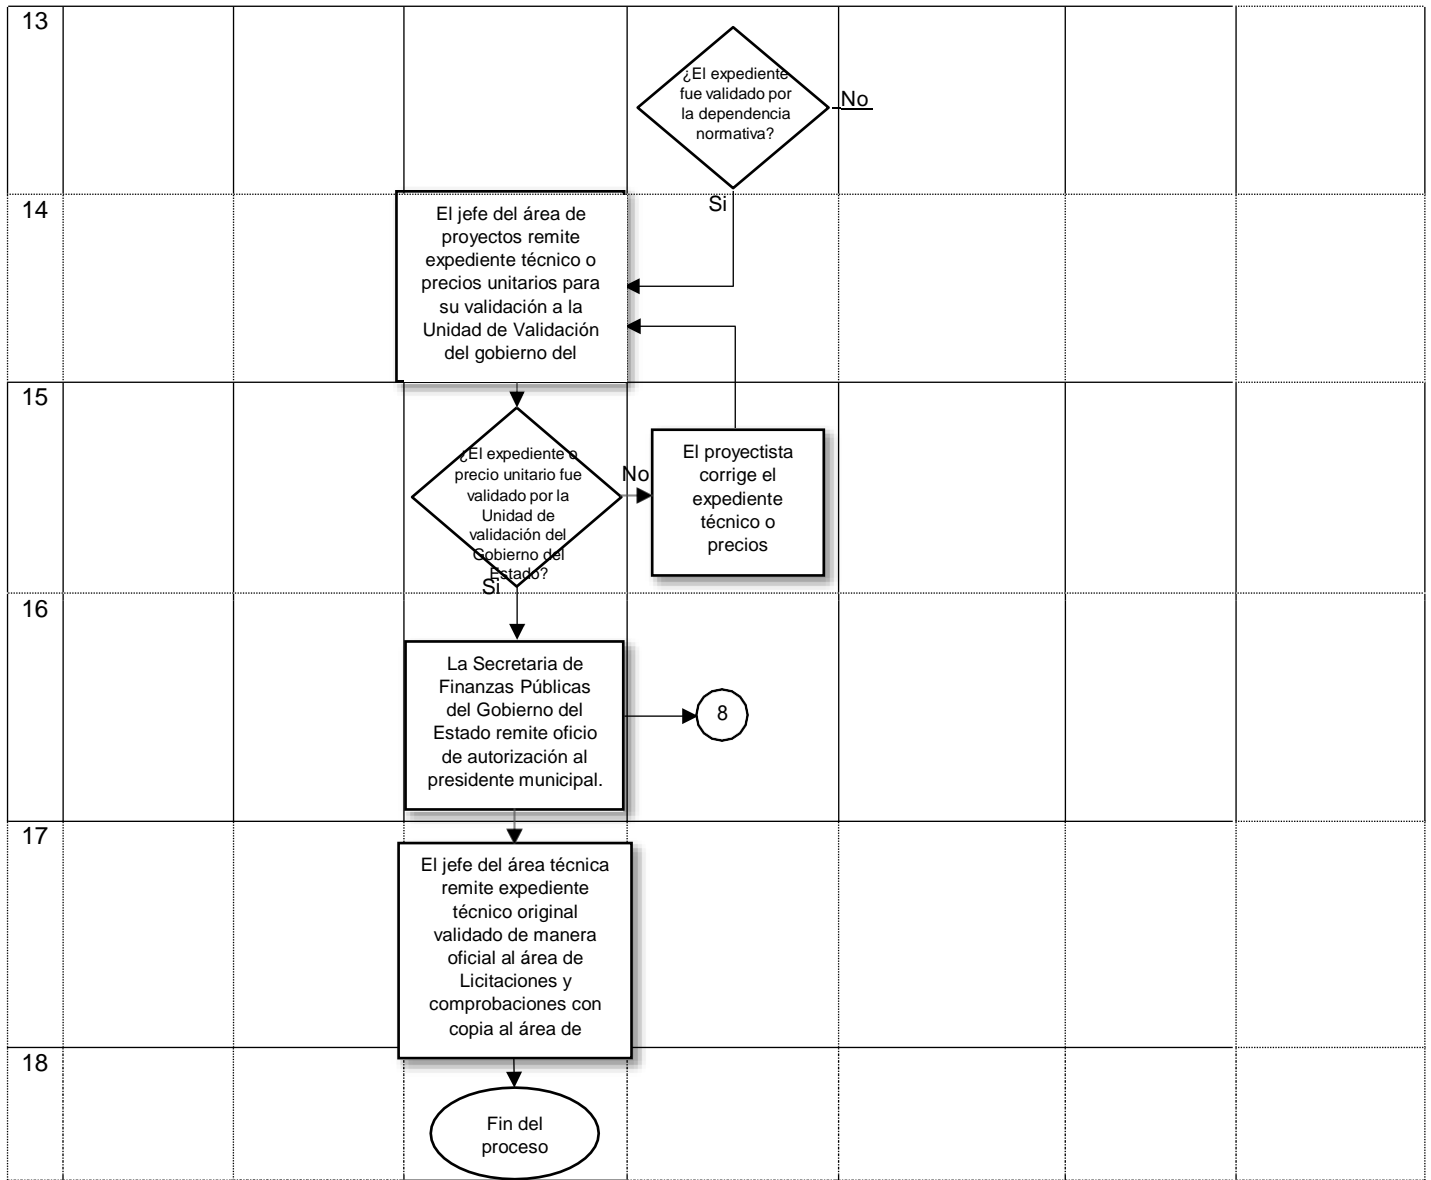 13
¿El expediente
fue validado por
la dependencia
normativa?
No
14
Si
El jefe del área de
proyectos remite
expediente técnico o
precios unitarios para
su validación a la
Unidad de Validación
del gobierno del
15
¿El expediente o
precio unitario fue
validado por la
Unidad de
validación del
Gobierno del
Estado?
No
El proyectista
corrige el
expediente
técnico o
precios
Si
16
La Secretaria de
Finanzas Públicas
del Gobierno del
Estado remite oficio
de autorización al
presidente municipal.
8
17
El jefe del área técnica
remite expediente
técnico original
validado de manera
oficial al área de
Licitaciones y
comprobaciones con
copia al área de
18
Fin del
proceso